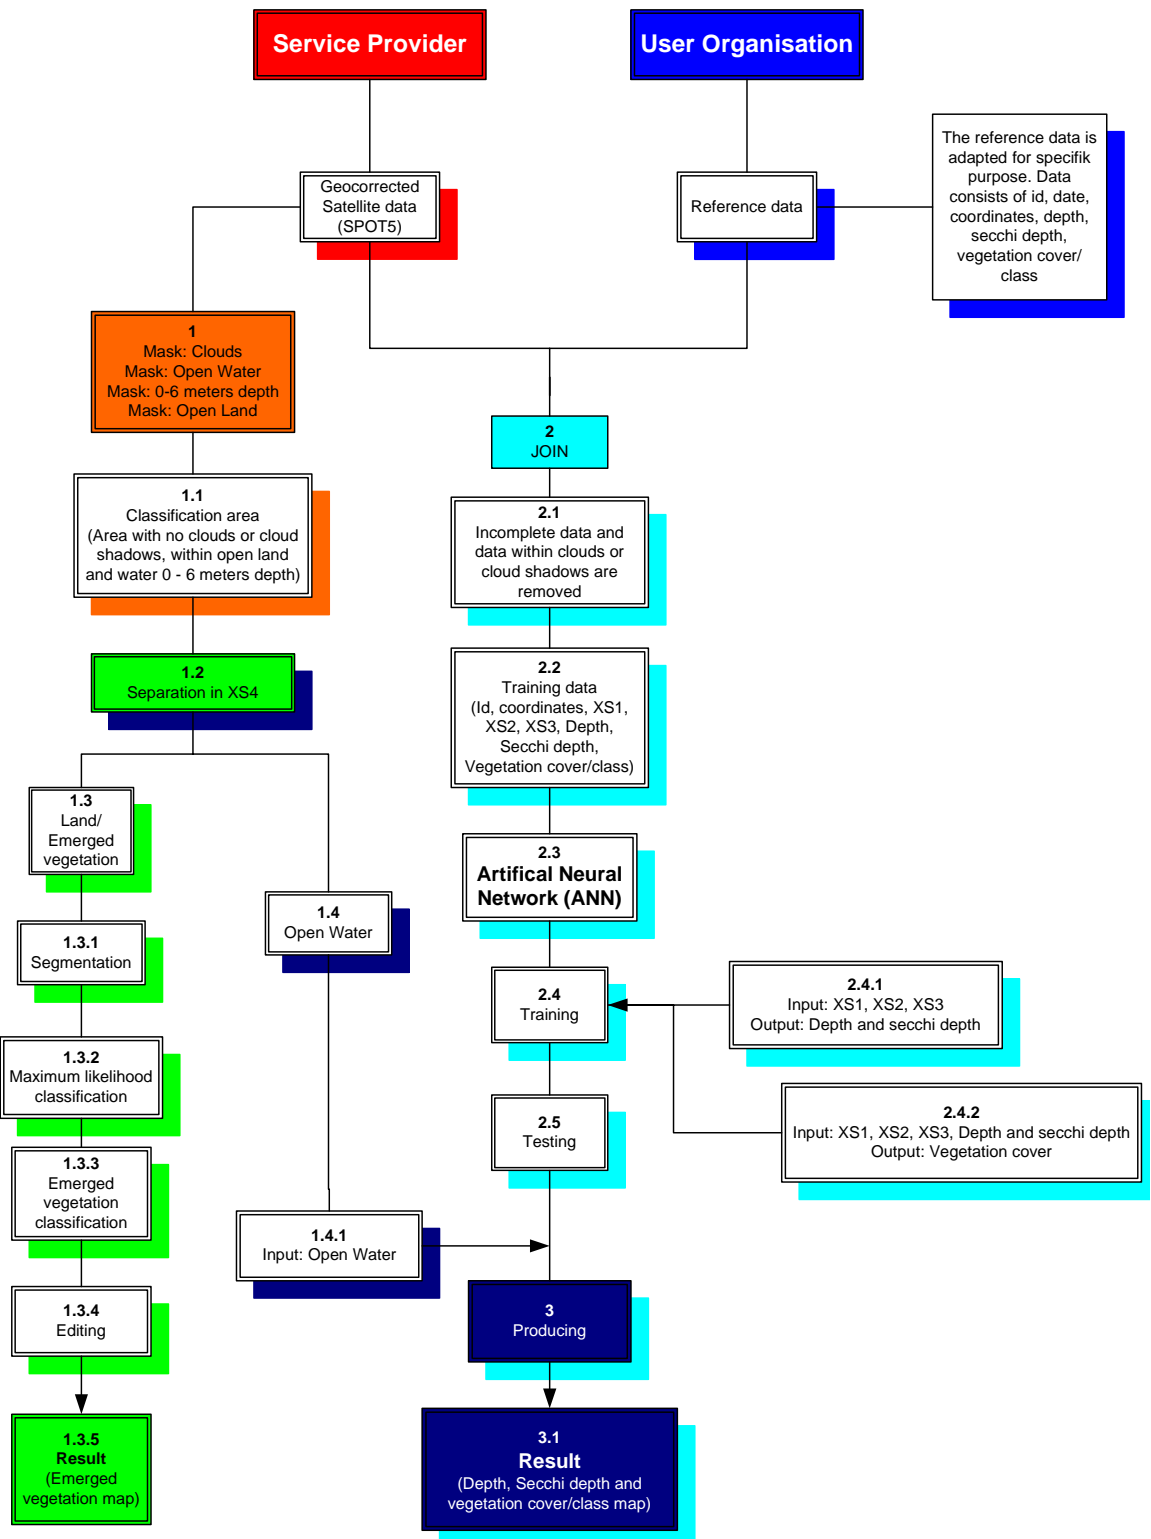 Service Provider
User Organisation
Geocorrected
Satellite data
(SPOT5)
Reference data
The reference data is
adapted for specifik
purpose. Data
consists of id, date,
coordinates, depth,
secchi depth,
vegetation cover/
class
1
Mask: Clouds
Mask: Open Water
Mask: 0-6 meters depth
Mask: Open Land
2
JOIN
1.1
Classification area
(Area with no clouds or cloud
shadows, within open land
and water 0 - 6 meters depth)
2.1
Incomplete data and
data within clouds or
cloud shadows are
removed
1.2
Separation in XS4
2.2
Training data
(Id, coordinates, XS1,
XS2, XS3, Depth,
Secchi depth,
Vegetation cover/class)
1.3
Land/
Emerged
vegetation
2.3
Artifical Neural
Network (ANN)
1.4
Open Water
1.3.1
Segmentation
2.4
Training
2.4.1
Input: XS1, XS2, XS3
Output: Depth and secchi depth
1.3.2
Maximum likelihood
classification
2.5
Testing
2.4.2
Input: XS1, XS2, XS3, Depth and secchi depth
Output: Vegetation cover
1.3.3
Emerged
vegetation
classification
1.4.1
Input: Open Water
1.3.4
Editing
3
Producing
1.3.5
Result
(Emerged
vegetation map)
3.1
Result
(Depth, Secchi depth and
vegetation cover/class map)